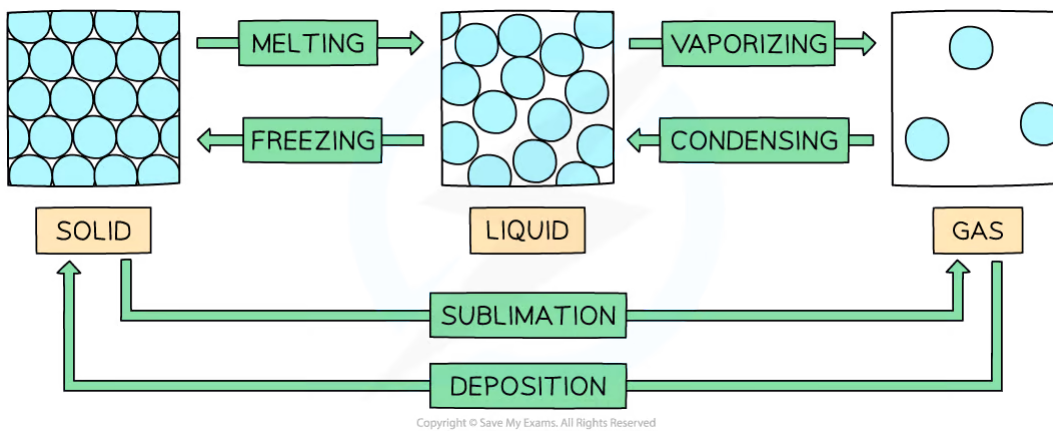 MELTING
VAPORIZING
FREEZING
CONDENSING
SOLID
LIQUID
GAS
SUBLIMATION
DEPOSITION
Copyright © Save My Exams. All Rights Reserved